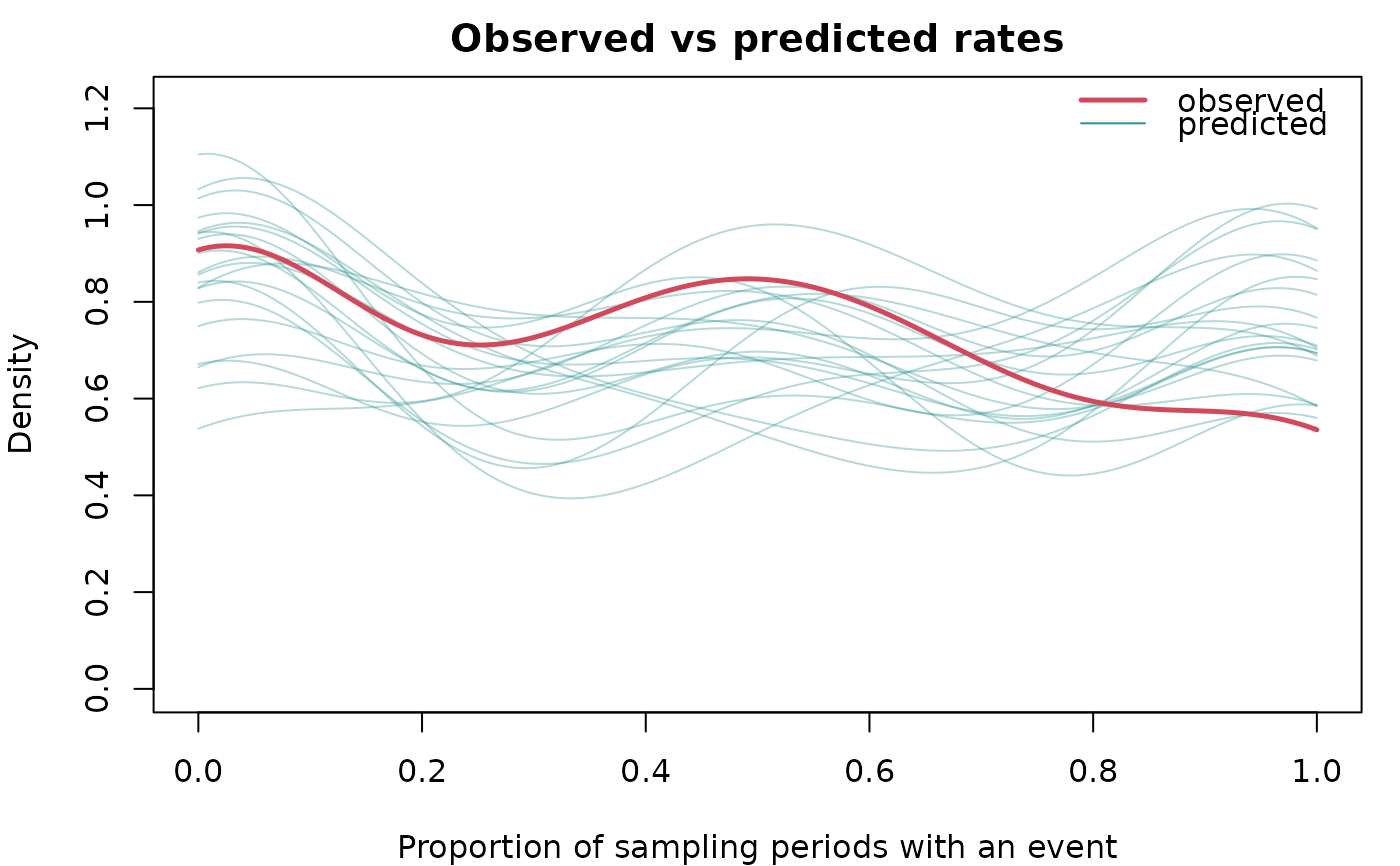 Observed vs predicted rates
observed
predicted
Density
1.2
1.0
0.8
0.6
0.4
0.2
0.0
0.0 0.2 0.4 0.6 0.8 1.0
Proportion of sampling periods with an event